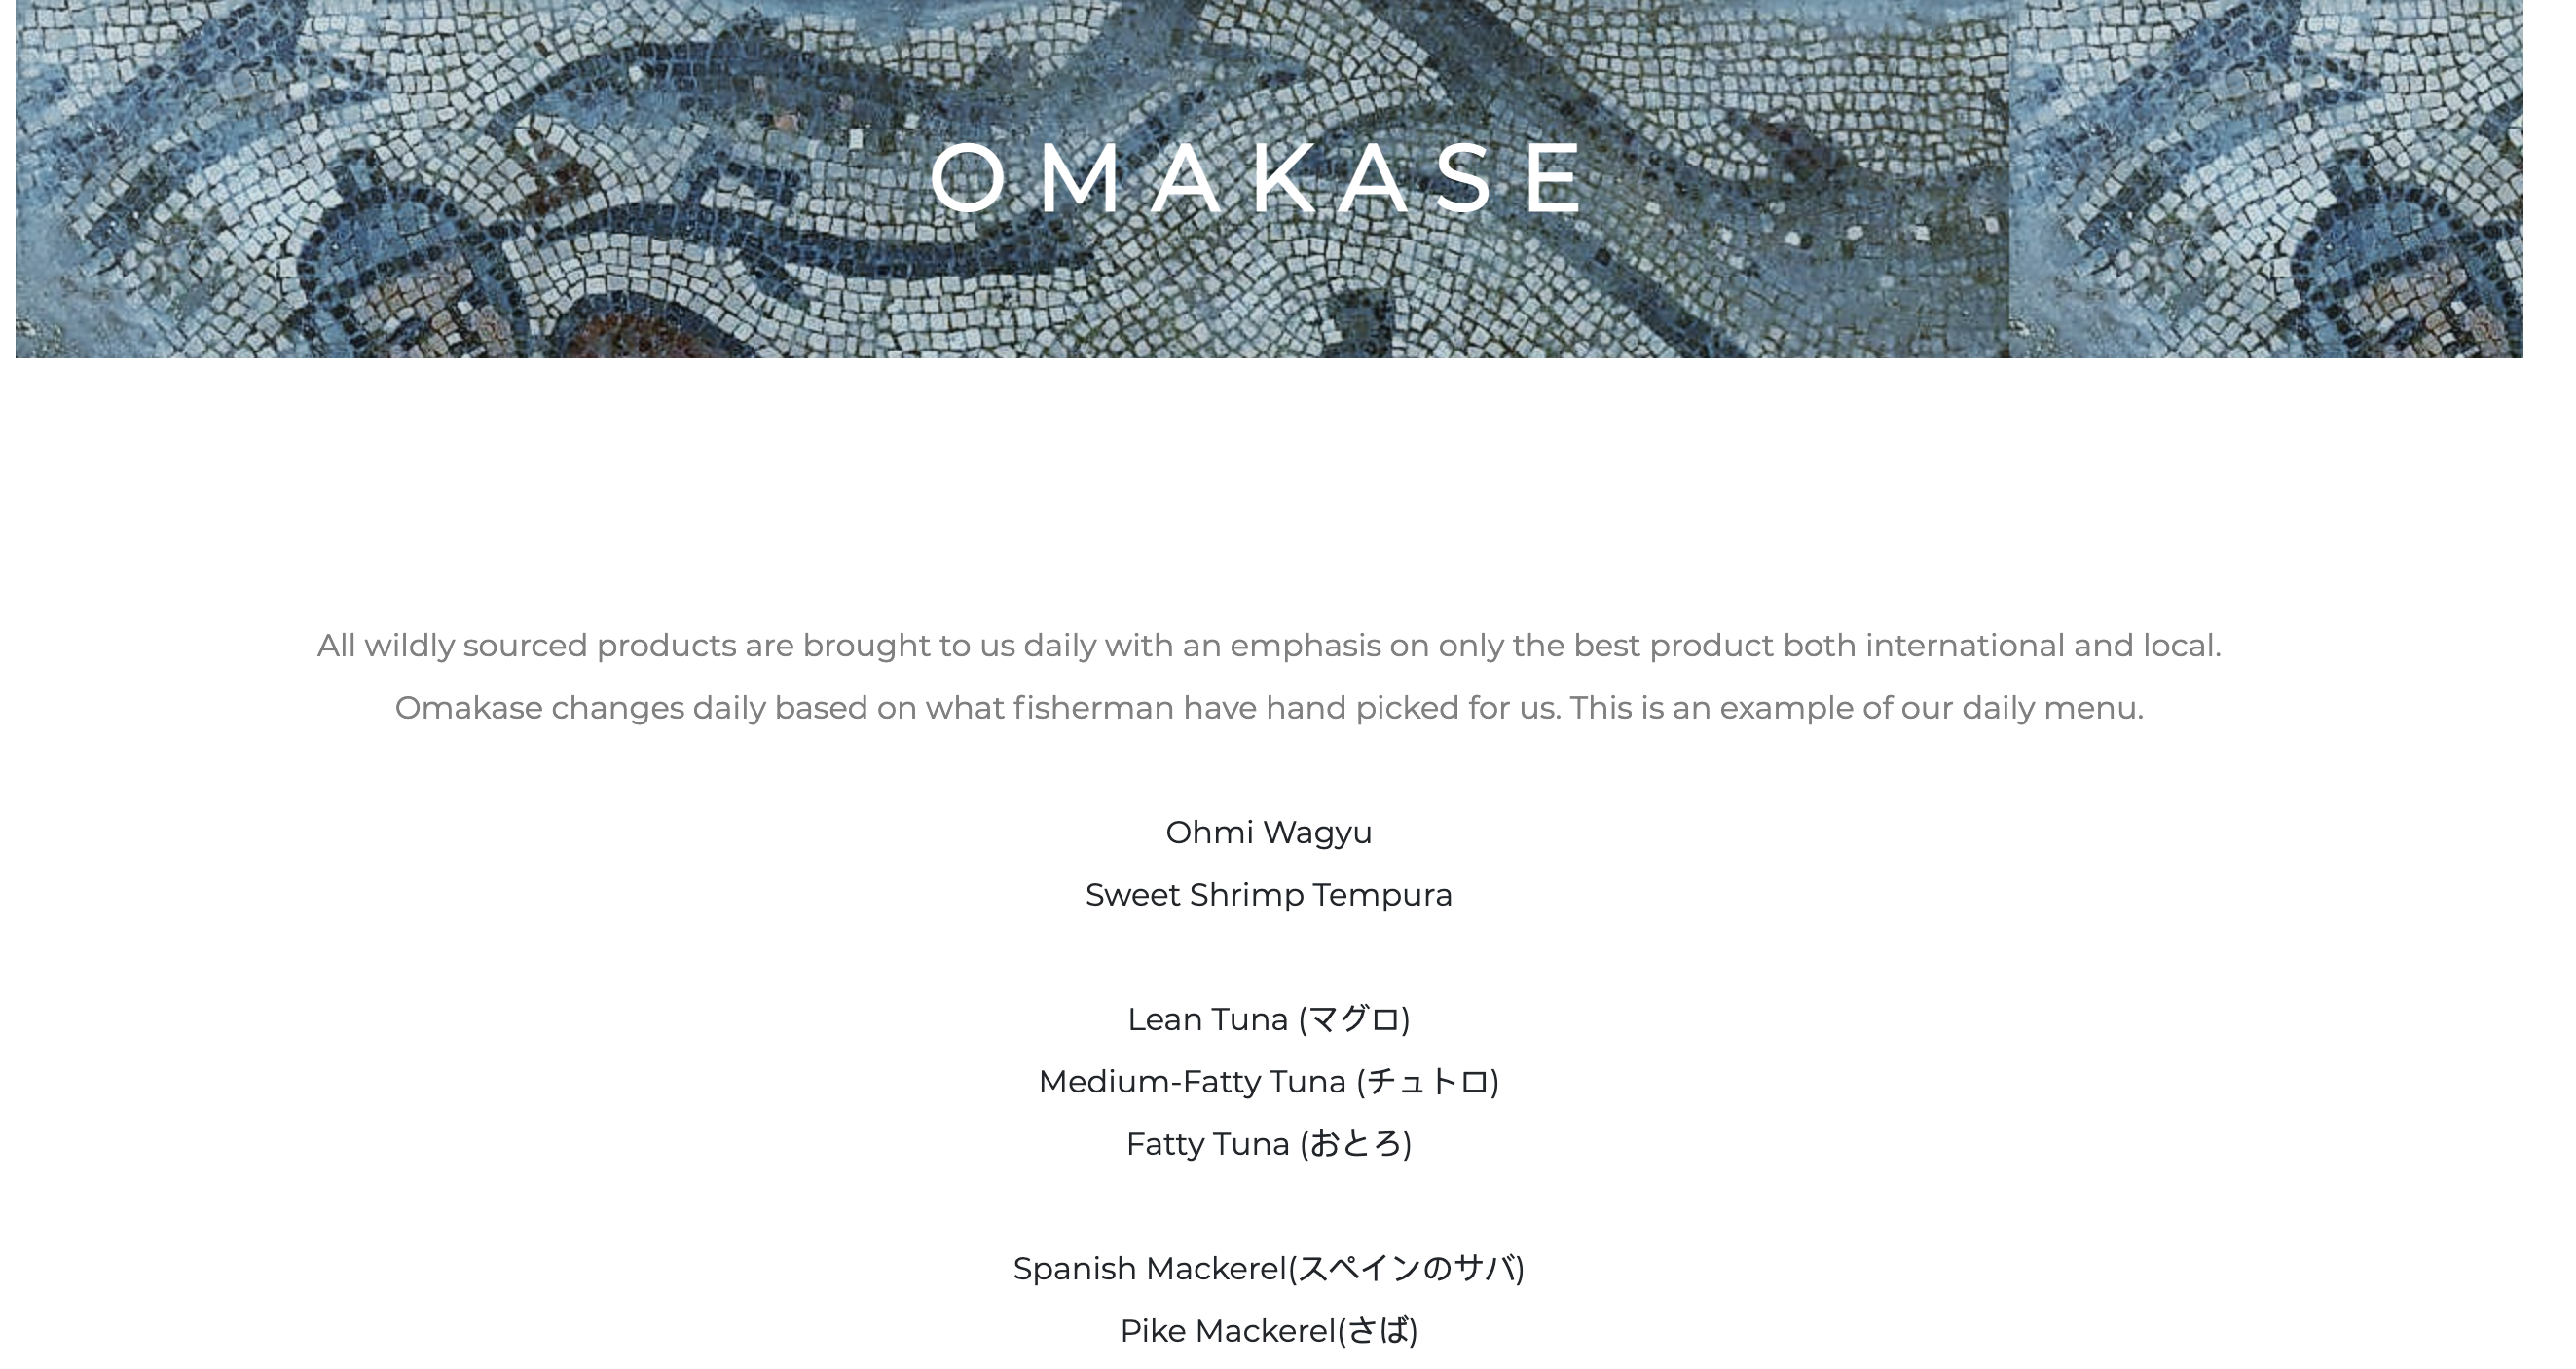 OMAKASE
All wildly sourced products are brought to us daily with an emphasis on only the best product both international and local.
Omakase changes daily based on what fisherman have hand picked for us. This is an example of our daily menu.
Ohmi Wagyu
Sweet Shrimp Tempura
Lean Tuna (マグロ)
Medium-Fatty Tuna (チュトロ)
Fatty Tuna (おとろ)
Spanish Mackerel(スペインのサバ)
Pike Mackerel(さば)